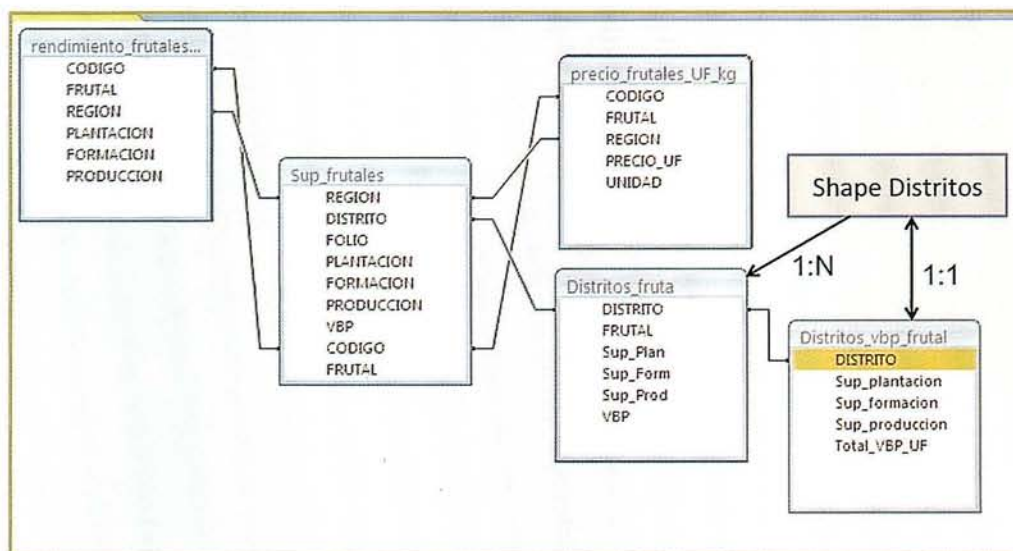 rendimiento_frutales...
CODIGO
FRUTAL
REGION
PLANTACION
FORMACION
PRODUCCION
Sup_frutales
REGION
DISTRITO
FOLIO
PLANTACION
FORMACION
PRODUCCION
VBP
CODIGO
FRUTAL
precio_frutales_UF_kg
CODIGO
FRUTAL
REGION
PRECIO_UF
UNIDAD
Shape Distritos
1:N
1:1
Distritos_fruta
DISTRITO
FRUTAL
Sup_Plan
Sup_Form
Sup_Prod
VBP
Distritos_vbp_frutal
DISTRITO
Sup_plantacion
Sup_formacion
Sup_produccion
Total_VBP_UF